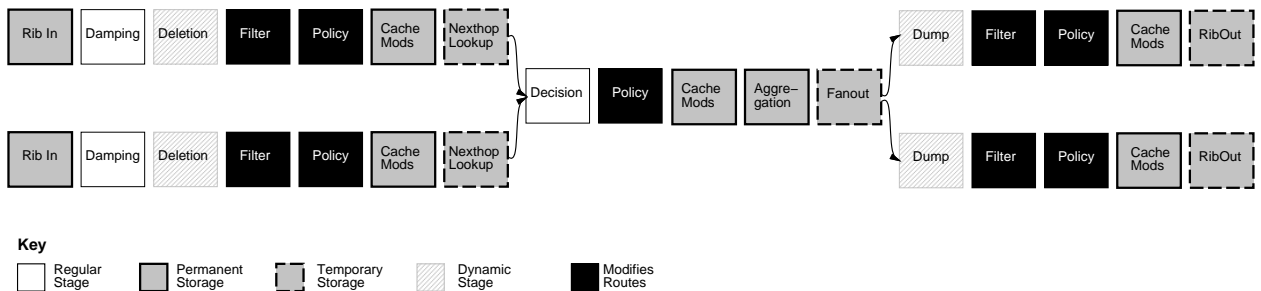 Rib In
Damping
Deletion
Filter
Policy
Cache
Mods
Nexthop
Lookup
Dump
Filter
Policy
Cache
Mods
RibOut
Decision
Policy
Cache
Mods
Aggre–
gation
Fanout
Rib In
Damping
Deletion
Filter
Policy
Cache
Mods
Nexthop
Lookup
Dump
Filter
Policy
Cache
Mods
RibOut
Key
Regular
Stage
Permanent
Storage
Temporary
Storage
Dynamic
Stage
Modifies
Routes